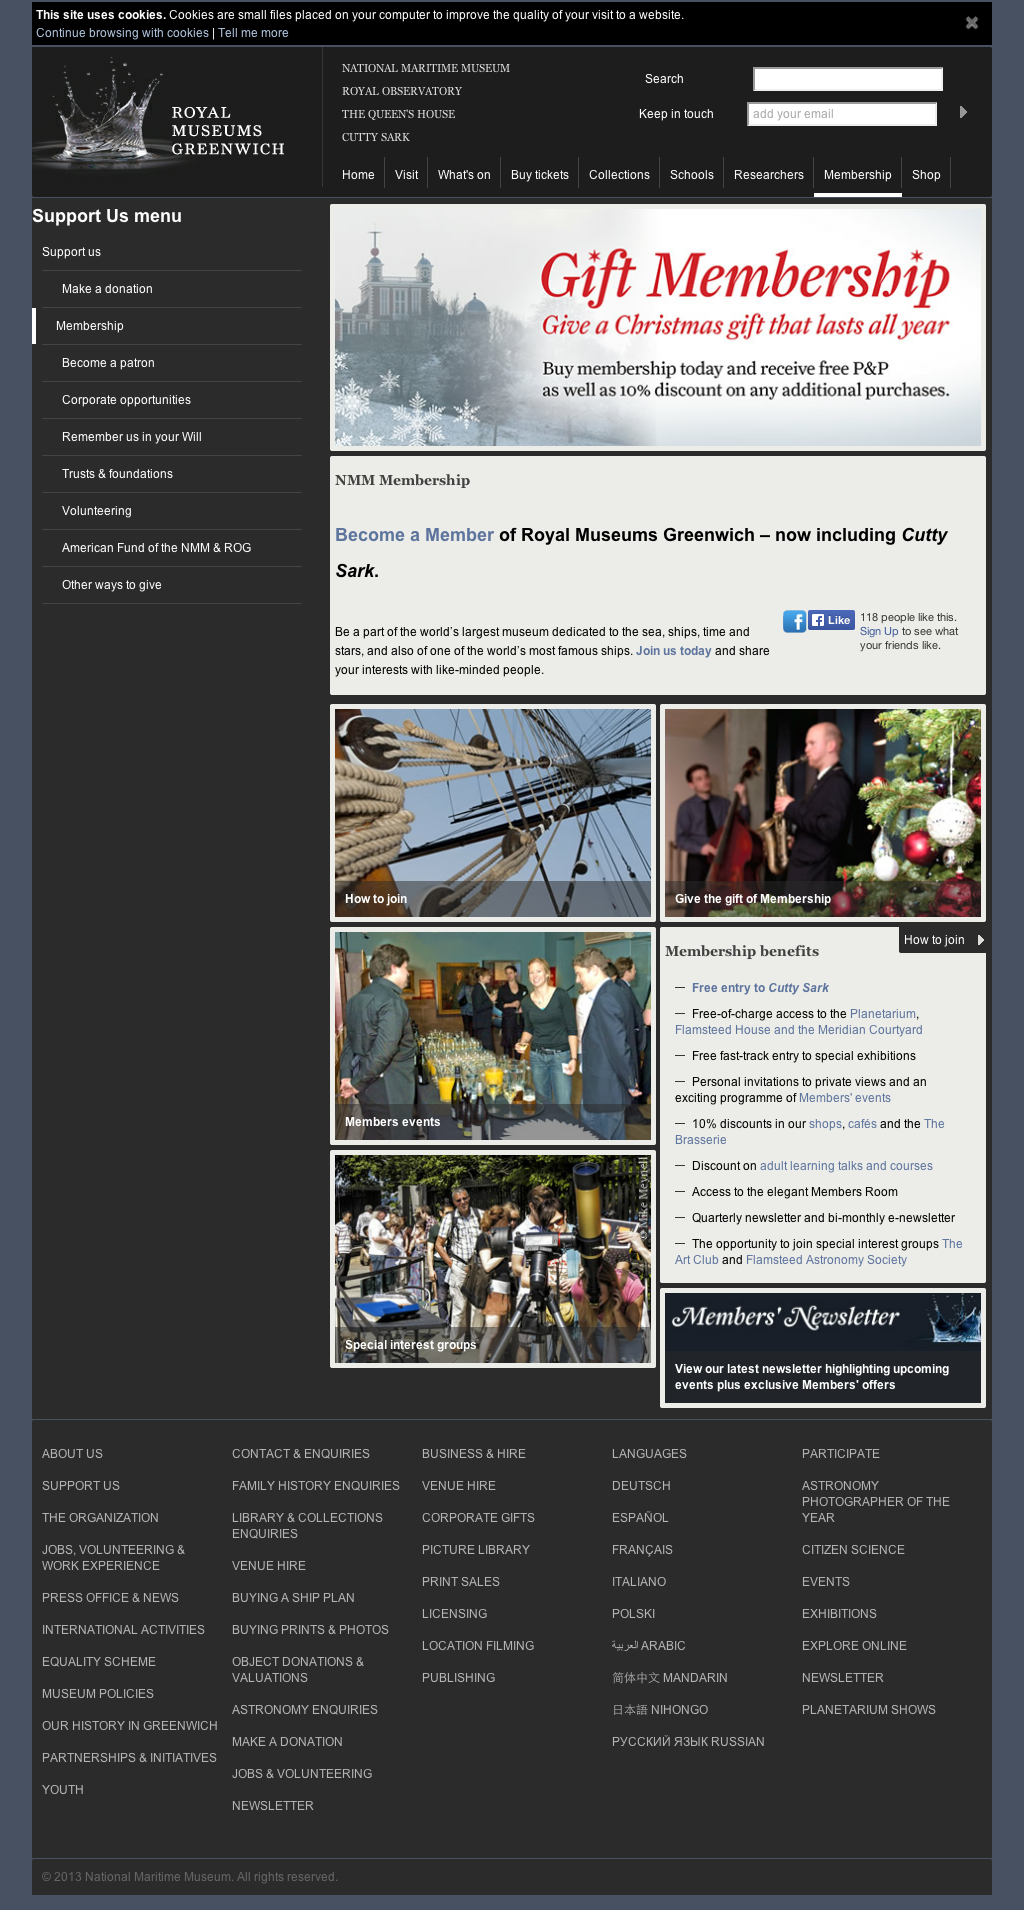 This site uses cookies. Cookies are small files placed on your computer to improve the quality of your visit to a website.
Continue browsing with cookies | Tell me more
ROYAL
MUSEUMS
GREENWICH
NATIONAL MARITIME MUSEUM
ROYAL OBSERVATORY
THE QUEEN'S HOUSE
CUTTY SARK
Search
Keep in touch
add your email
Home
Visit
What's on
Buy tickets
Collections
Schools
Researchers
Membership
Shop
Support Us menu
Support us
Make a donation
Membership
Become a patron
Corporate opportunities
Remember us in your Will
Trusts & foundations
Volunteering
American Fund of the NMM & ROG
Other ways to give
Gift Membership
Give a Christmas gift that lasts all year
Buy membership today and receive free P&P
as well as 10% discount on any additional purchases.
NMM Membership
Become a Member of Royal Museums Greenwich – now including Cutty
Sark.
Be a part of the world's largest museum dedicated to the sea, ships, time and
stars, and also of one of the world's most famous ships. Join us today and share
your interests with like-minded people.
Like
118 people like this.
Sign Up to see what
your friends like.
How to join
Give the gift of Membership
Members events
© Mike Meynell
Special interest groups
How to join
Membership benefits
— Free entry to Cutty Sark
— Free-of-charge access to the Planetarium,
Flamsteed House and the Meridian Courtyard
— Free fast-track entry to special exhibitions
— Personal invitations to private views and an
exciting programme of Members' events
— 10% discounts in our shops, cafés and the The
Brasserie
— Discount on adult learning talks and courses
— Access to the elegant Members Room
— Quarterly newsletter and bi-monthly e-newsletter
— The opportunity to join special interest groups The
Art Club and Flamsteed Astronomy Society
Members' Newsletter
View our latest newsletter highlighting upcoming
events plus exclusive Members' offers
ABOUT US
SUPPORT US
THE ORGANIZATION
JOBS, VOLUNTEERING &
WORK EXPERIENCE
PRESS OFFICE & NEWS
INTERNATIONAL ACTIVITIES
EQUALITY SCHEME
MUSEUM POLICIES
OUR HISTORY IN GREENWICH
PARTNERSHIPS & INITIATIVES
YOUTH
CONTACT & ENQUIRIES
FAMILY HISTORY ENQUIRIES
LIBRARY & COLLECTIONS
ENQUIRIES
VENUE HIRE
BUYING A SHIP PLAN
BUYING PRINTS & PHOTOS
OBJECT DONATIONS &
VALUATIONS
ASTRONOMY ENQUIRIES
MAKE A DONATION
JOBS & VOLUNTEERING
NEWSLETTER
BUSINESS & HIRE
VENUE HIRE
CORPORATE GIFTS
PICTURE LIBRARY
PRINT SALES
LICENSING
LOCATION FILMING
PUBLISHING
LANGUAGES
DEUTSCH
ESPAÑOL
FRANÇAIS
ITALIANO
POLSKI
العربية ARABIC
简体中文 MANDARIN
日本語 NIHONGO
РУССКИЙ ЯЗЫК RUSSIAN
PARTICIPATE
ASTRONOMY
PHOTOGRAPHER OF THE
YEAR
CITIZEN SCIENCE
EVENTS
EXHIBITIONS
EXPLORE ONLINE
NEWSLETTER
PLANETARIUM SHOWS
© 2013 National Maritime Museum. All rights reserved.